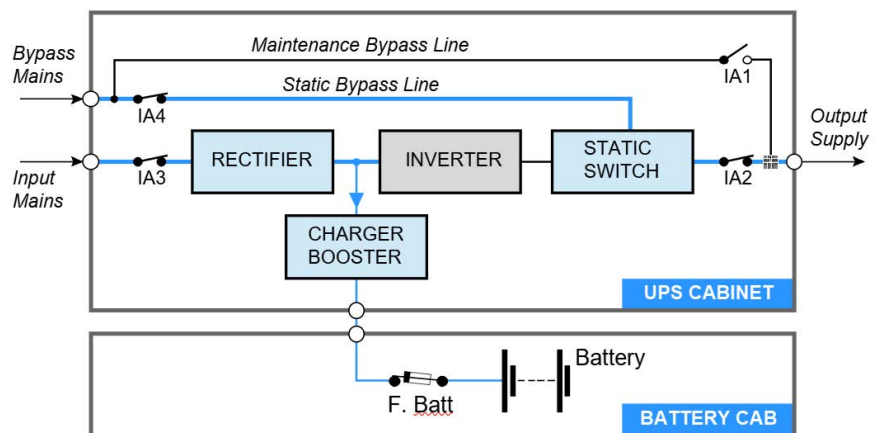 Maintenance Bypass Line
Bypass
Mains
IA1
Static Bypass Line
IA4
Output
Supply
RECTIFIER
INVERTER
STATIC
SWITCH
Input
Mains
IA3
IA2
CHARGER
BOOSTER
UPS CABINET
Battery
F. Batt
BATTERY CAB